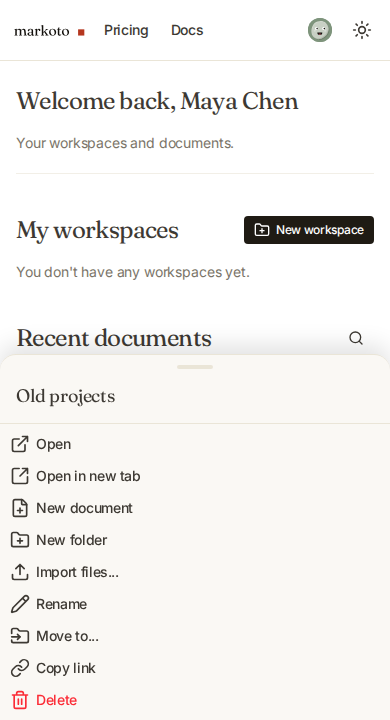 markoto
Pricing
Docs
Welcome back, Maya Chen
Your workspaces and documents.
My workspaces
New workspace
You don't have any workspaces yet.
Recent documents
Old projects
Open
Open in new tab
New document
New folder
Import files...
Rename
Move to...
Copy link
Delete